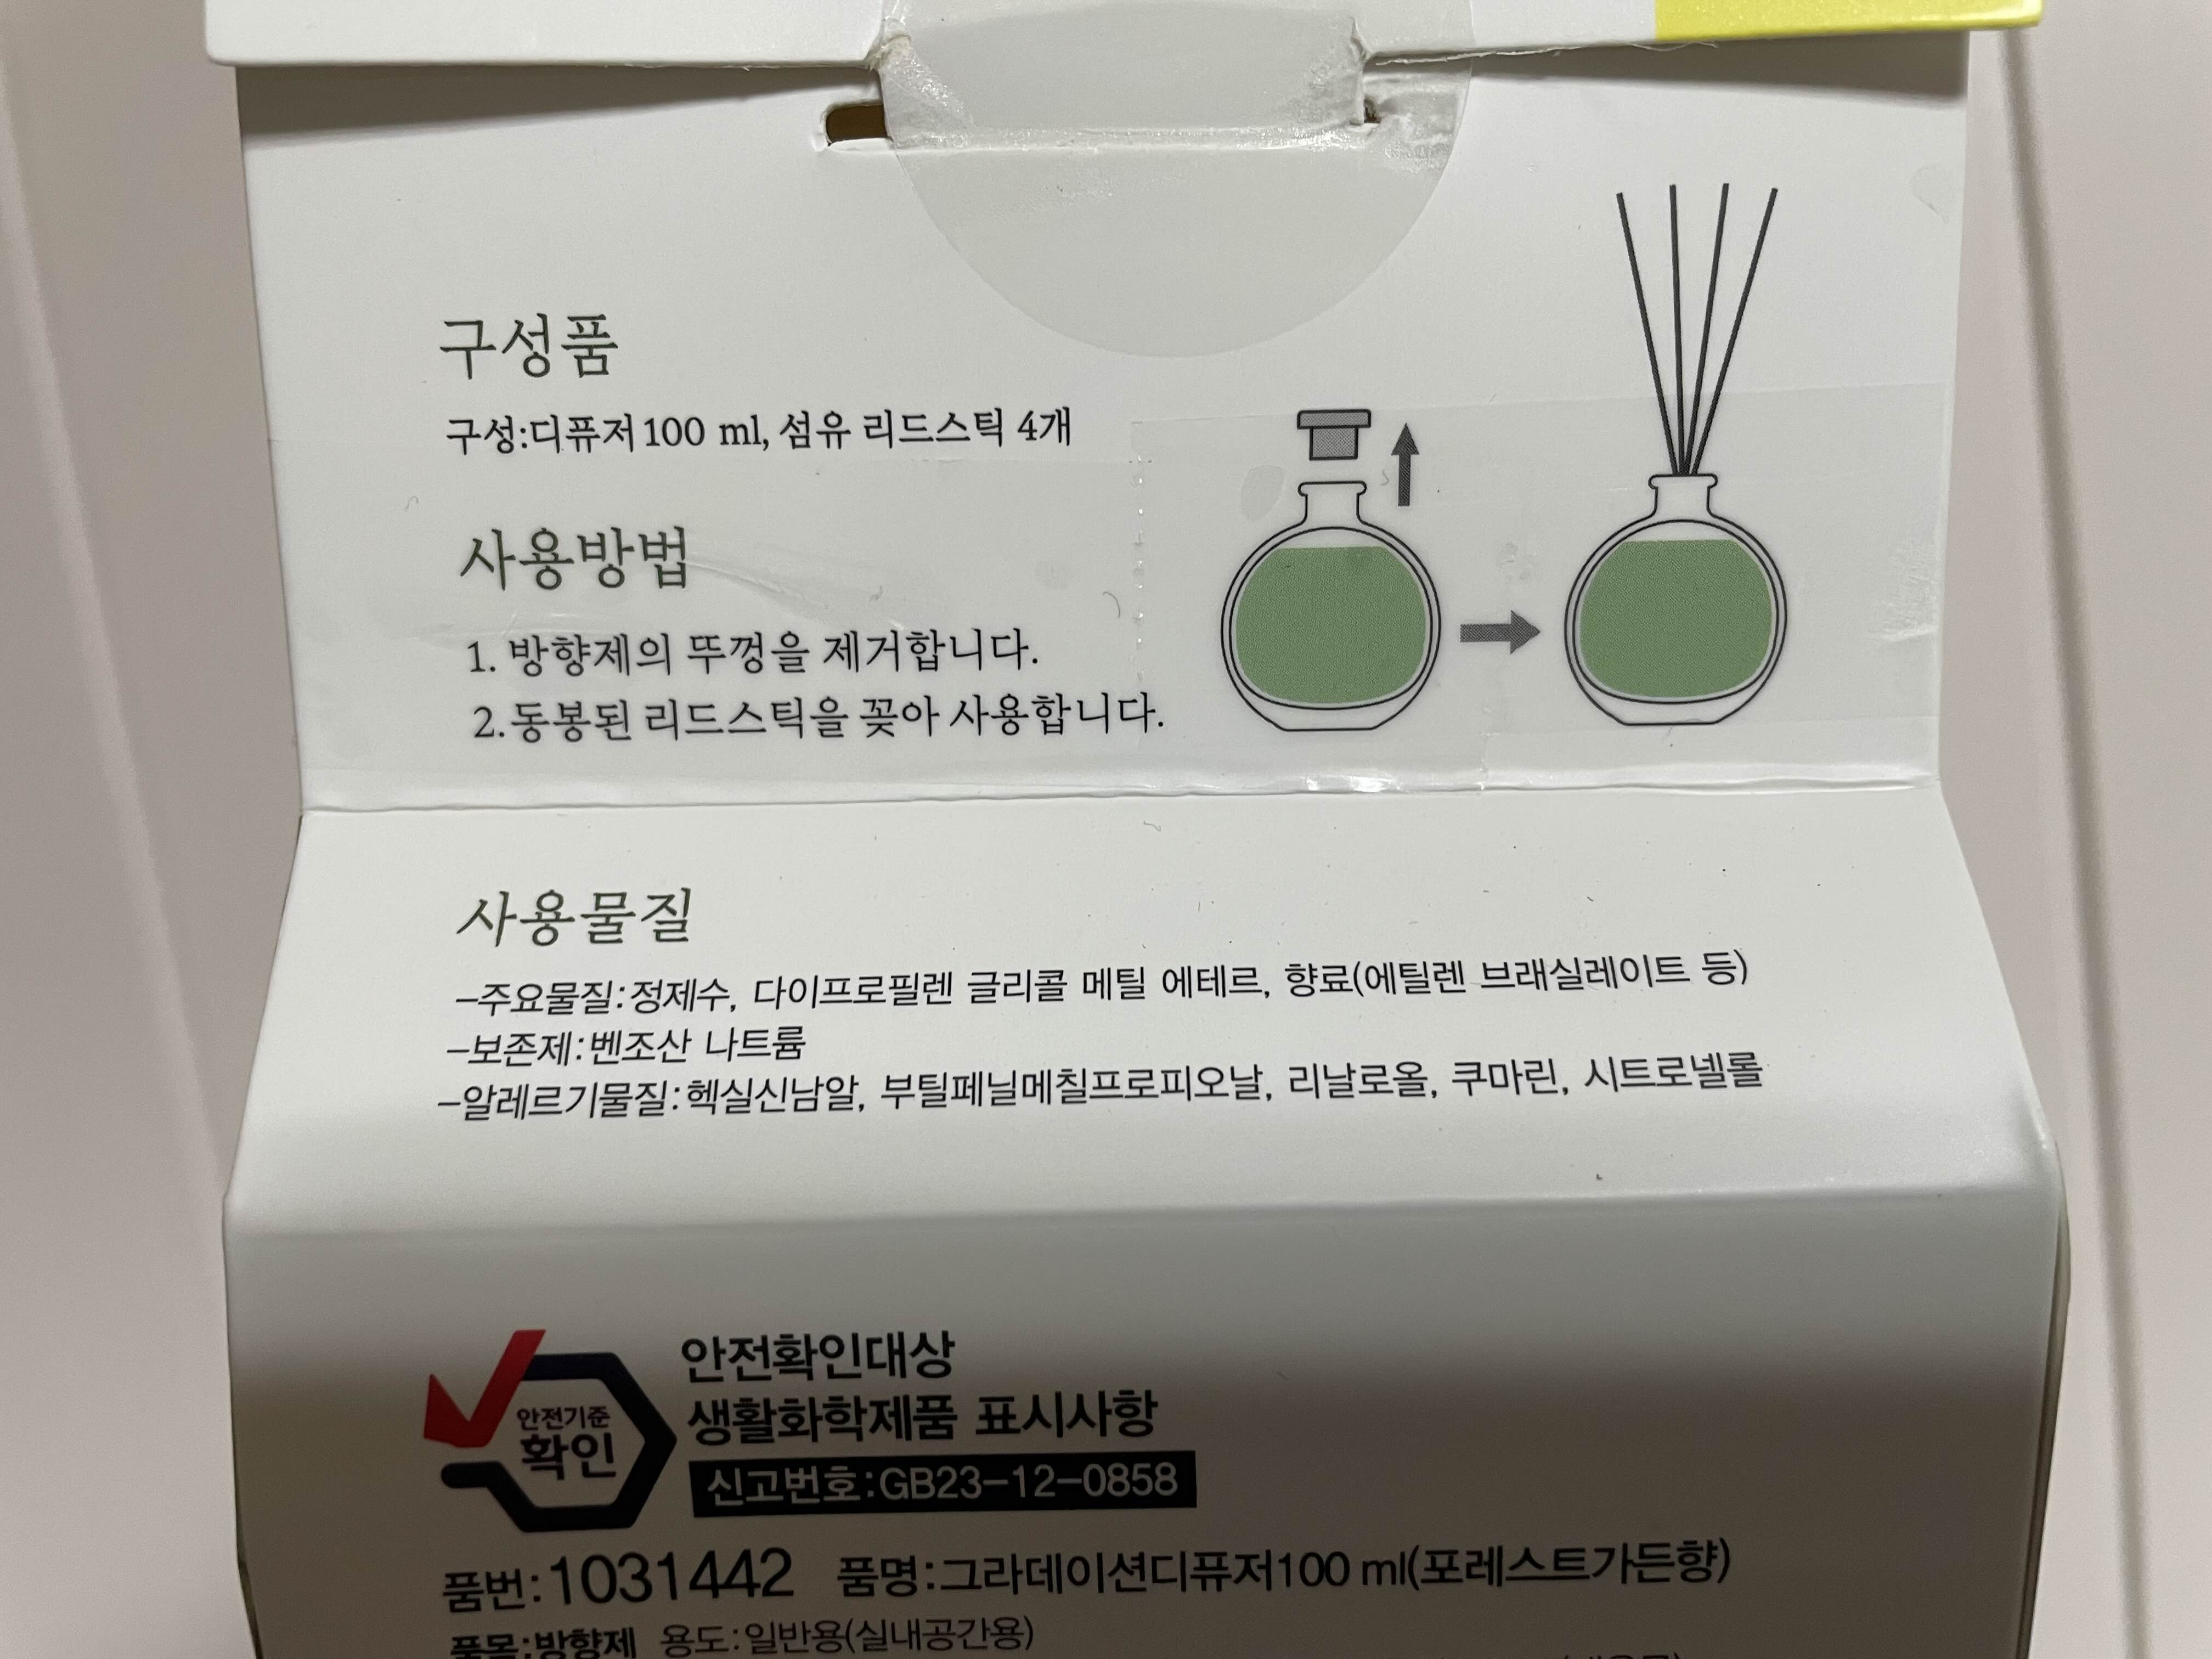 구성품
구성:디퓨저 100 ml, 섬유 리드스틱 4개
사용방법
1. 방향제의 뚜껑을 제거합니다.
2. 동봉된 리드스틱을 꽂아 사용합니다.
사용물질
–주요물질:정제수, 다이프로필렌 글리콜 메틸 에테르, 향료(에틸렌 브래실레이트 등)
–보존제:벤조산 나트륨
–알레르기물질:헥실신남알, 부틸페닐메칠프로피오날, 리날로올, 쿠마린, 시트로넬롤
안전기준
확인
안전확인대상
생활화학제품 표시사항
신고번호:GB23–12–0858
품번:1031442 품명:그라데이션디퓨저100 ml(포레스트가든향)
품목:방향제 용도:일반용(실내공간용)